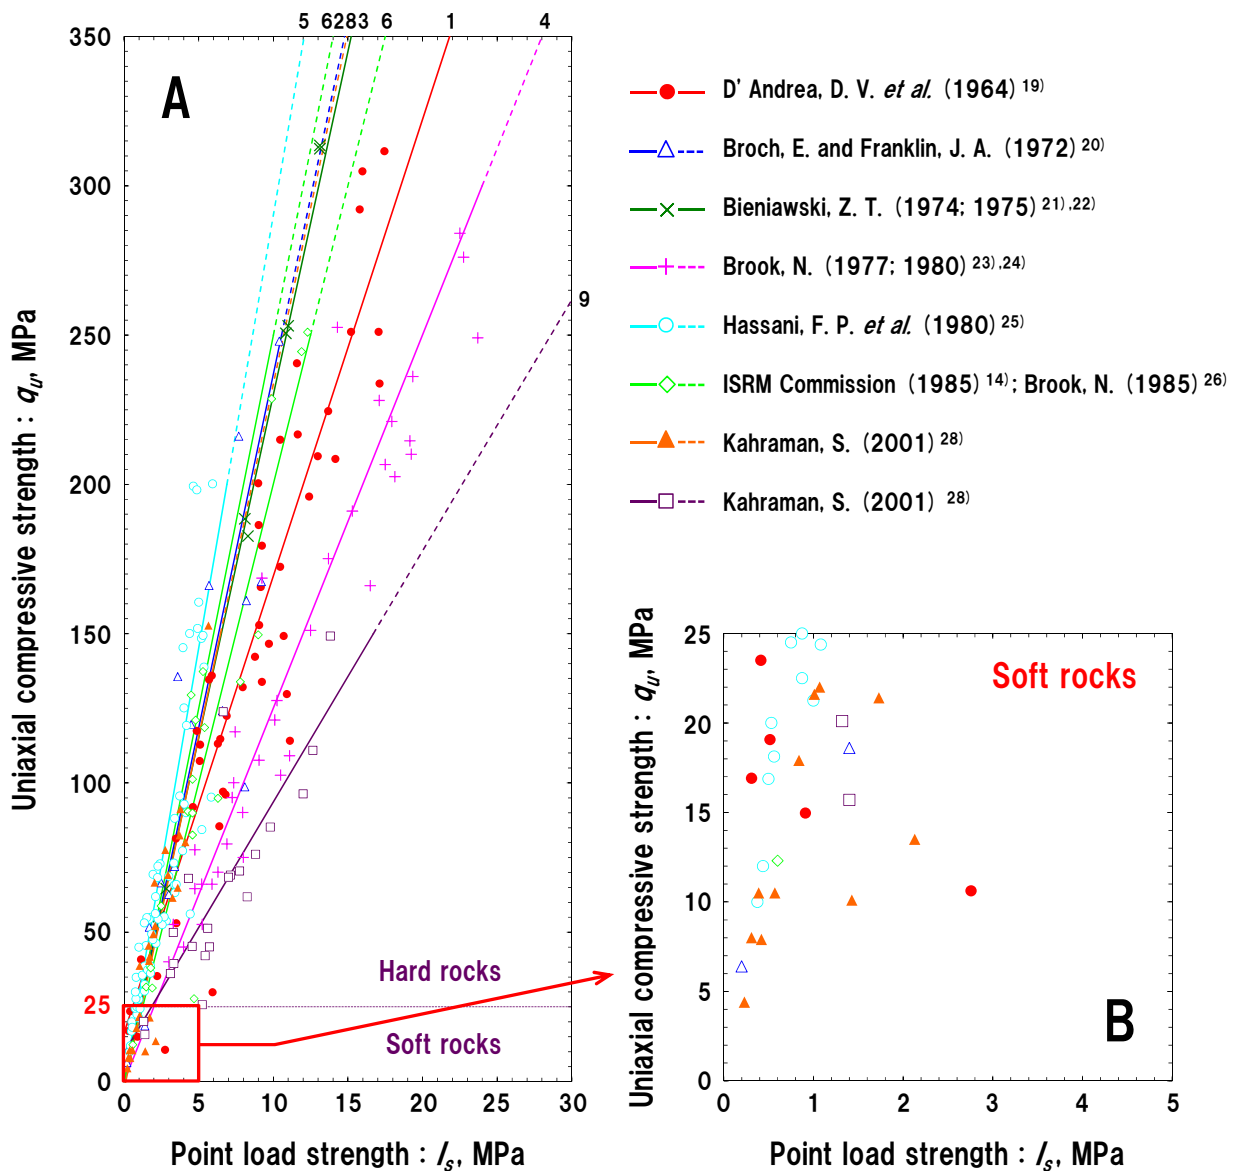 5 6283 6 1 4
350
300
250
200
150
100
50
25
0
A
9
Hard rocks
Soft rocks
0 5 10 15 20 25 30
Point load strength : Is, MPa
Uniaxial compressive strength : qu, MPa
D' Andrea, D. V. et al. (1964) 19)
Broch, E. and Franklin, J. A. (1972) 20)
Bieniawski, Z. T. (1974; 1975) 21),22)
Brook, N. (1977; 1980) 23),24)
Hassani, F. P. et al. (1980) 25)
ISRM Commission (1985) 14); Brook, N. (1985) 26)
Kahraman, S. (2001) 28)
Kahraman, S. (2001) 28)
25
20
15
10
5
0
Soft rocks
B
0 1 2 3 4 5
Point load strength : Is, MPa
Uniaxial compressive strength : qu, MPa